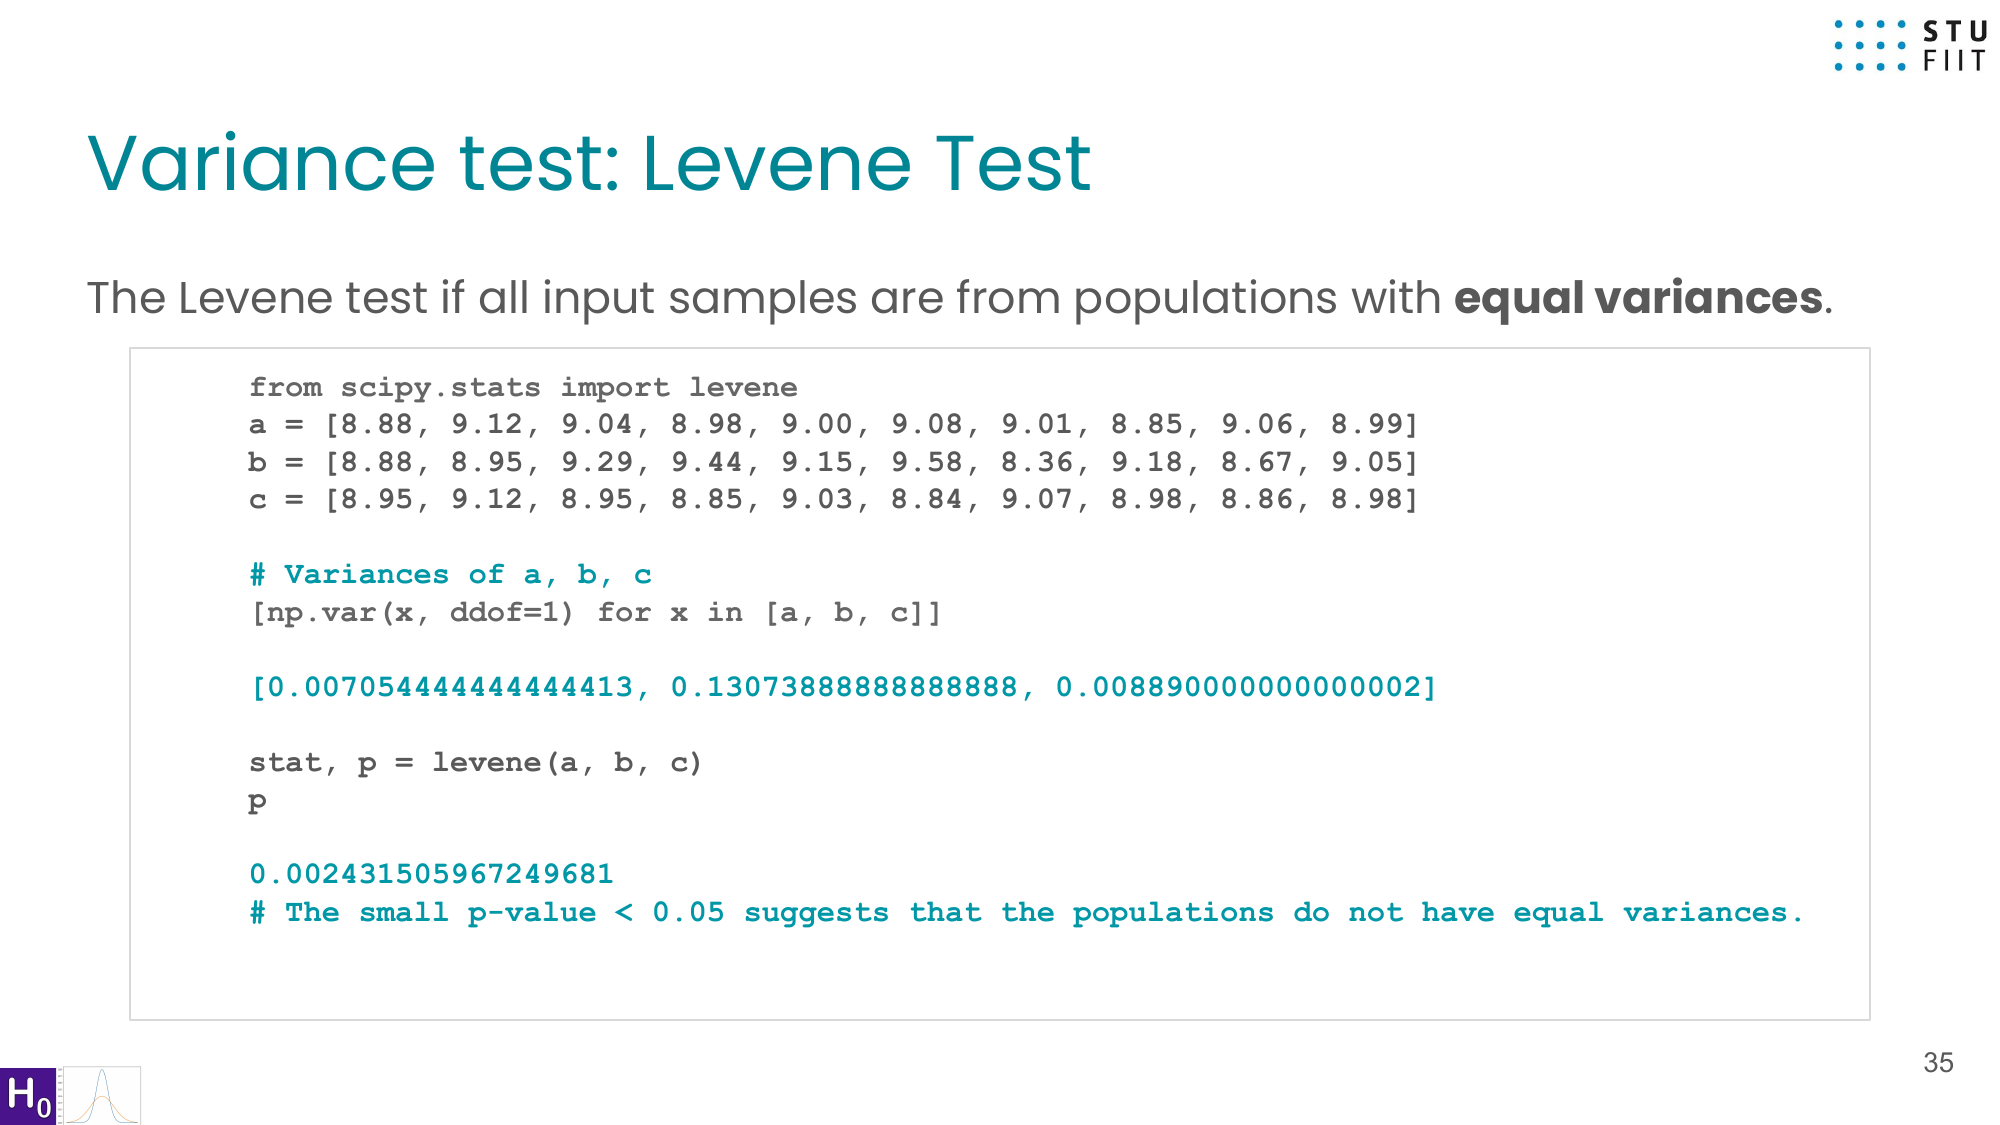 STU
FIIT
Variance test: Levene Test
The Levene test if all input samples are from populations with equal variances.
from scipy.stats import levene
a = [8.88, 9.12, 9.04, 8.98, 9.00, 9.08, 9.01, 8.85, 9.06, 8.99]
b = [8.88, 8.95, 9.29, 9.44, 9.15, 9.58, 8.36, 9.18, 8.67, 9.05]
c = [8.95, 9.12, 8.95, 8.85, 9.03, 8.84, 9.07, 8.98, 8.86, 8.98]
# Variances of a, b, c
[np.var(x, ddof=1) for x in [a, b, c]]
[0.007054444444444413, 0.13073888888888888, 0.008890000000000002]
stat, p = levene(a, b, c)
p
0.002431505967249681
# The small p-value < 0.05 suggests that the populations do not have equal variances.
35
H0